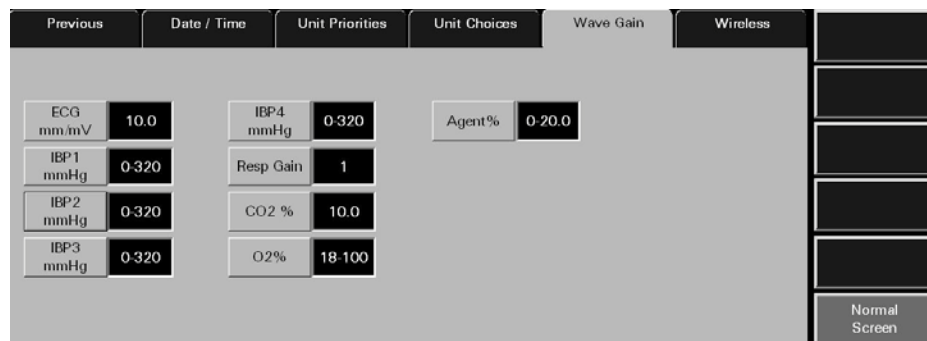 Previous
Date / Time
Unit Priorities
Unit Choices
Wave Gain
Wireless
ECG
mm/mV
10.0
IBP1
mmHg
0-320
IBP2
mmHg
0-320
IBP3
mmHg
0-320
IBP4
mmHg
0-320
Resp Gain
1
CO2 %
10.0
O2%
18-100
Agent%
0-20.0
Normal
Screen